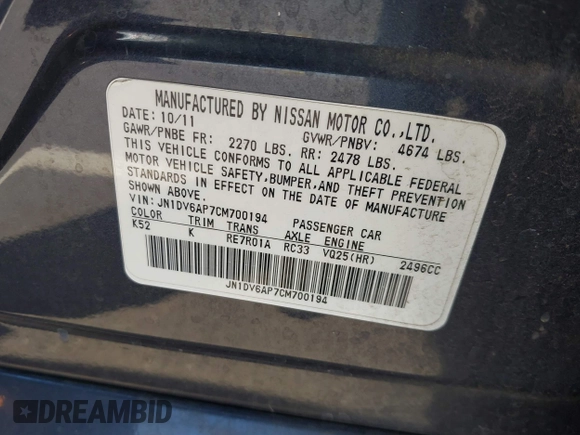 MANUFACTURED BY NISSAN MOTOR CO.,LTD.
DATE: 10/11 GVWR/PNBV: 4674 LBS.
GAWR/PNBE FR: 2270 LBS. RR: 2478 LBS.
THIS VEHICLE CONFORMS TO ALL APPLICABLE FEDERAL
MOTOR VEHICLE SAFETY,BUMPER,AND THEFT PREVENTION
STANDARDS IN EFFECT ON THE DATE OF MANUFACTURE
SHOWN ABOVE.
VIN: JN1DV6AP7CM700194 PASSENGER CAR
COLOR TRIM TRANS AXLE ENGINE
K52 K RE7R01A RC33 VQ25(HR) 2496CC
JN1DV6AP7CM700194
DREAMBID